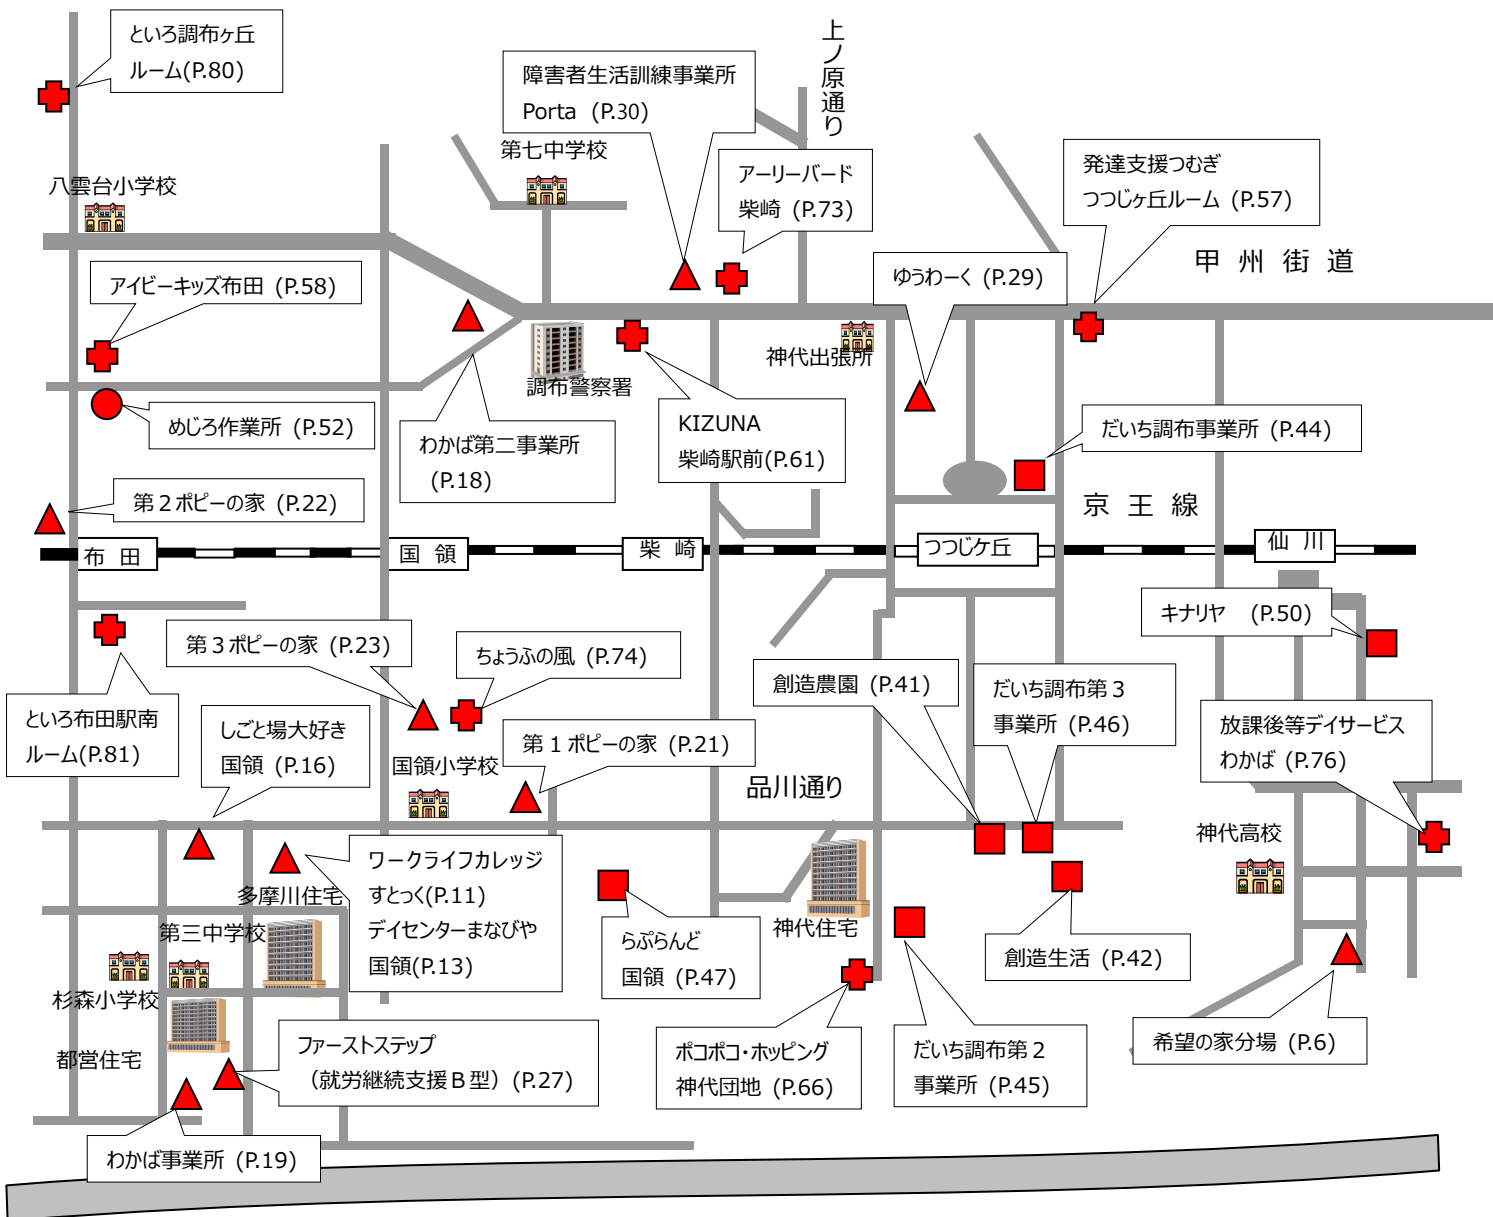 といろ調布ヶ丘
ルーム(P.80)
障害者生活訓練事業所
Porta (P.30)
上ノ原通り
第七中学校
アーリーバード
柴崎 (P.73)
発達支援つむぎ
つつじヶ丘ルーム (P.57)
八雲台小学校
甲州街道
アイビーキッズ布田 (P.58)
ゆうわーく (P.29)
神代出張所
調布警察署
めじろ作業所 (P.52)
わかば第二事業所
(P.18)
KIZUNA
柴崎駅前(P.61)
だいち調布事業所 (P.44)
第２ポピーの家 (P.22)
京王線
布田
国領
柴崎
つつじケ丘
仙川
キナリヤ (P.50)
第３ポピーの家 (P.23)
ちょうふの風 (P.74)
創造農園 (P.41)
だいち調布第３
事業所 (P.46)
といろ布田駅南
ルーム(P.81)
しごと場大好き
国領 (P.16)
国領小学校
第１ポピーの家 (P.21)
品川通り
放課後等デイサービス
わかば (P.76)
神代高校
ワークライフカレッジ
すとっく(P.11)
デイセンターまなびや
国領(P.13)
多摩川住宅
第三中学校
らぷらんど
国領 (P.47)
神代住宅
創造生活 (P.42)
杉森小学校
都営住宅
ファーストステップ
（就労継続支援Ｂ型）(P.27)
ポコポコ・ホッピング
神代団地 (P.66)
だいち調布第２
事業所 (P.45)
希望の家分場 (P.6)
わかば事業所 (P.19)